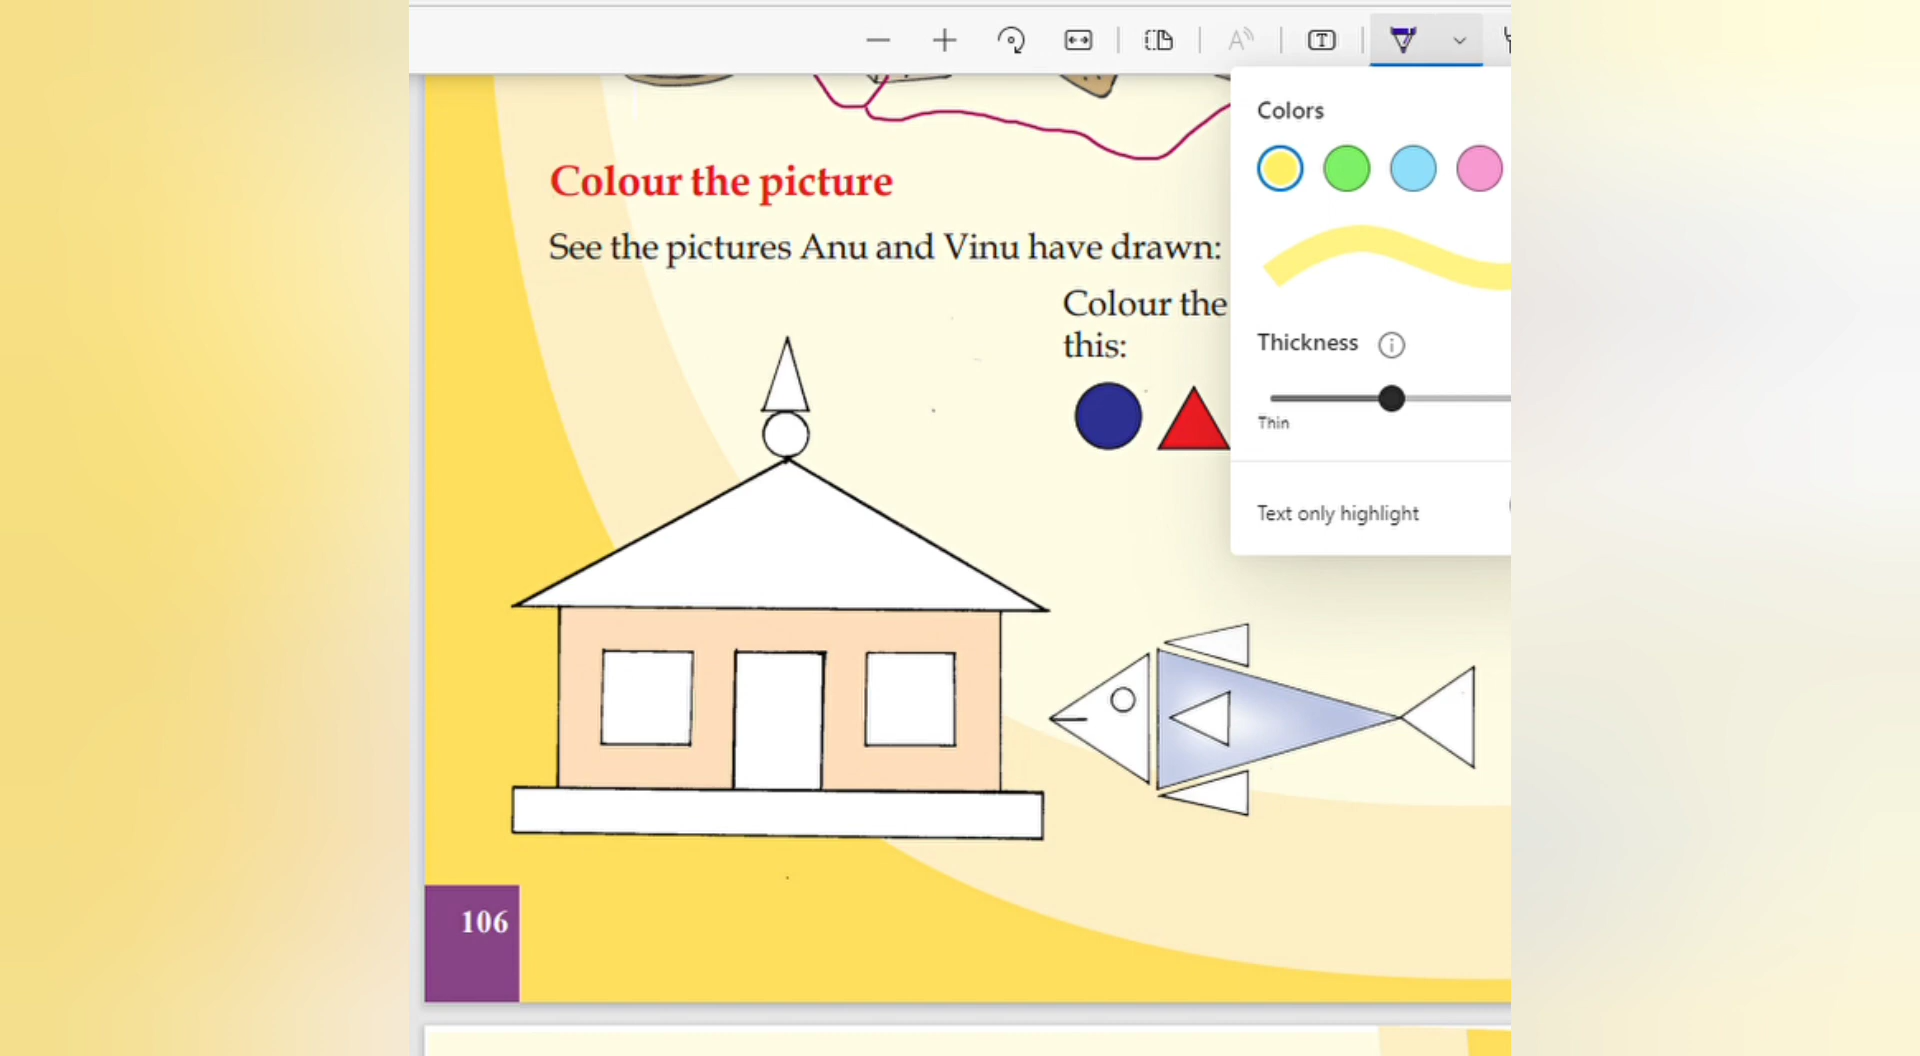 Colors
Colour the picture
See the pictures Anu and Vinu have drawn:
Colour the
this:
Thickness
Thin
Text only highlight
106